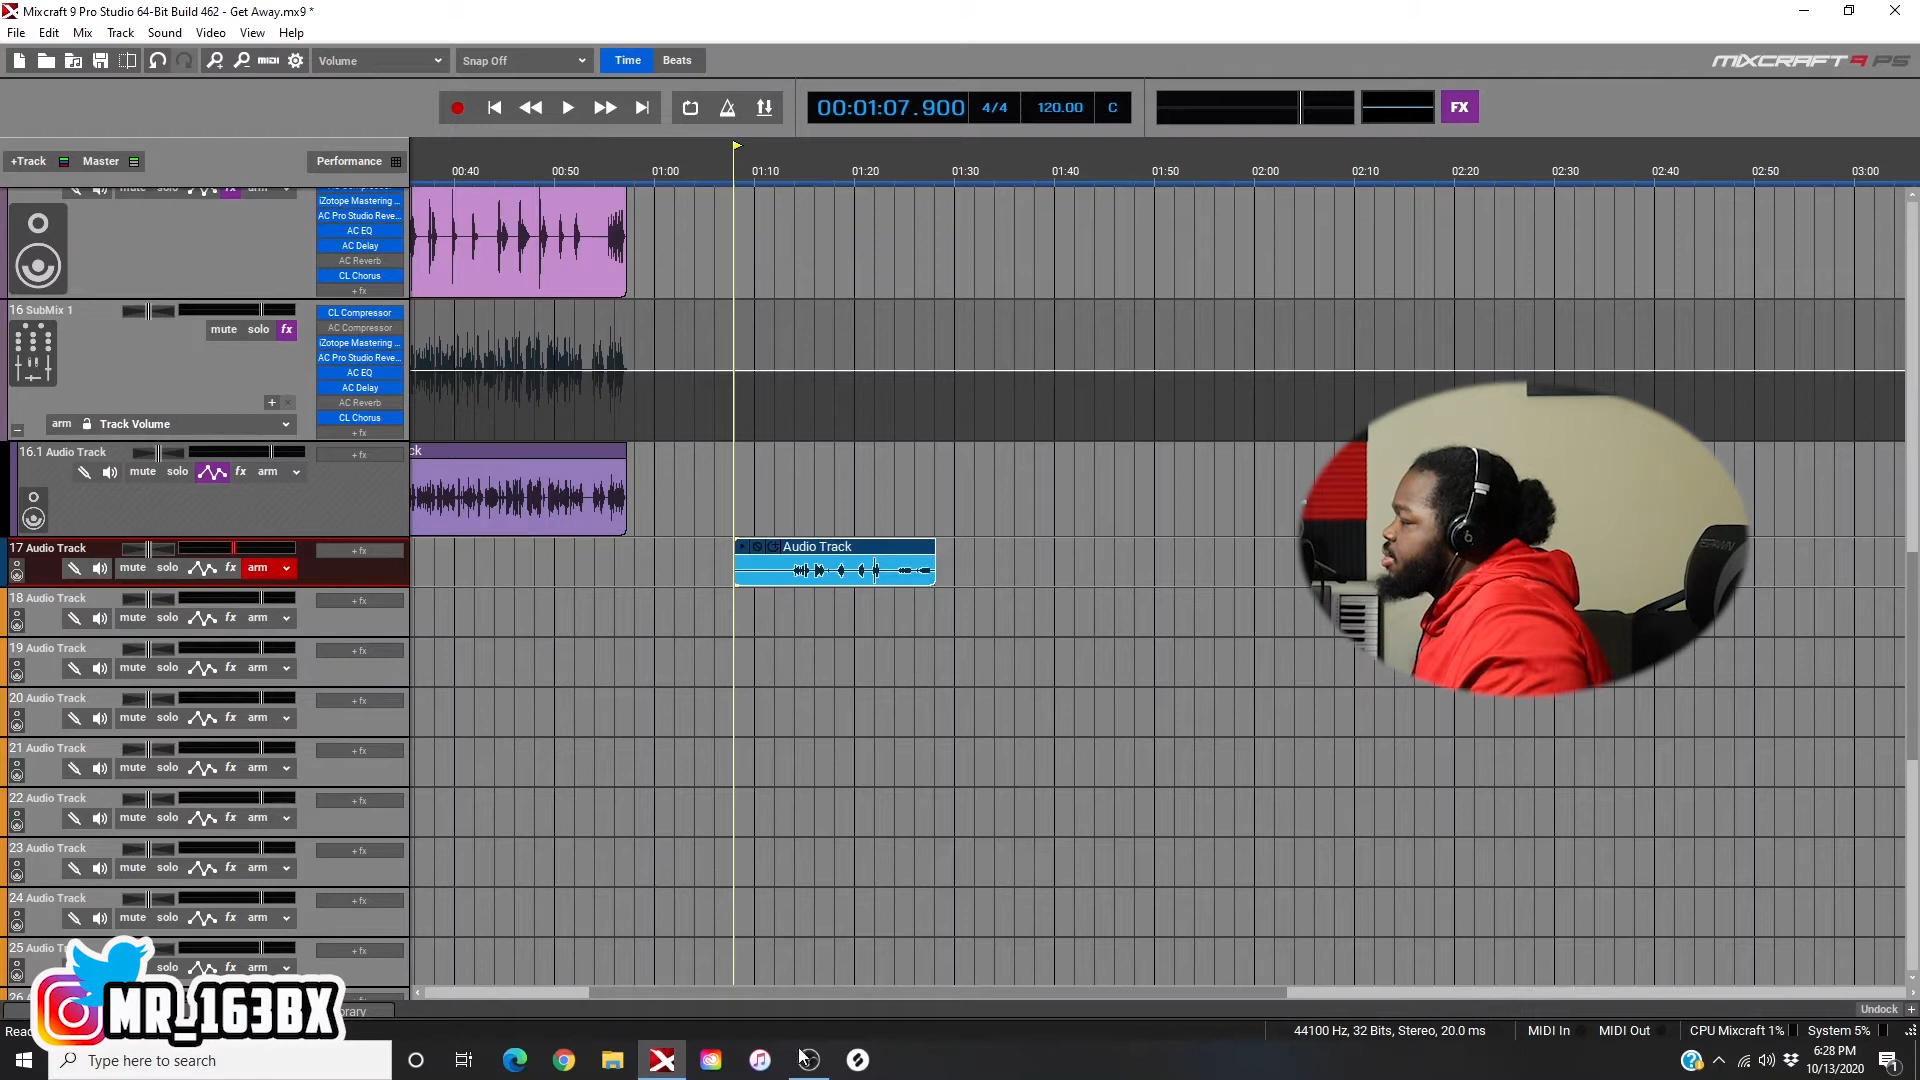 Mixcraft 9 Pro Studio 64-Bit Build 462 - Get Away.mx9 *
File Edit Mix Track Sound Video View Help
MIDI Volume Snap Off Time Beats MIXCRAFT 9 PS
00:01:07.900 4/4 120.00 C FX
+Track Master Performance
00:40 00:50 01:00 01:10 01:20 01:30 01:40 01:50 02:00 02:10 02:20 02:30 02:40 02:50 03:00
mute solo fx arm
iZotope Mastering ...
AC Pro Studio Reve...
AC EQ
AC Delay
AC Reverb
CL Chorus
+ fx
16 SubMix 1
mute solo fx
CL Compressor
AC Compressor
iZotope Mastering ...
AC Pro Studio Reve...
AC EQ
AC Delay
AC Reverb
CL Chorus
+ fx
arm Track Volume
16.1 Audio Track + fx
mute solo fx arm
ck
17 Audio Track + fx
mute solo fx arm
Audio Track
18 Audio Track + fx
mute solo fx arm
19 Audio Track + fx
mute solo fx arm
20 Audio Track + fx
mute solo fx arm
21 Audio Track + fx
mute solo fx arm
22 Audio Track + fx
mute solo fx arm
23 Audio Track + fx
mute solo fx arm
24 Audio Track + fx
mute solo fx arm
25 Audio + fx
solo fx arm
MR_163BX
brary
Undock
44100 Hz, 32 Bits, Stereo, 20.0 ms MIDI In MIDI Out CPU Mixcraft 1% System 5%
Type here to search
6:28 PM
10/13/2020
1